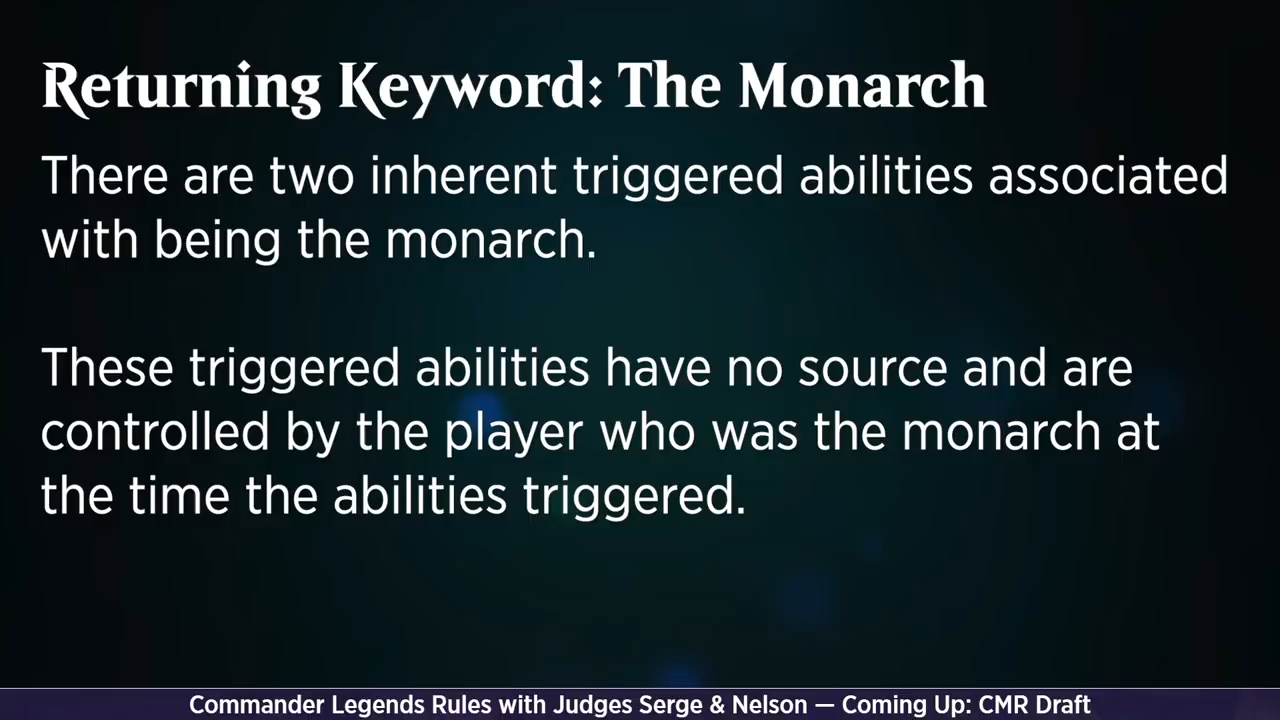 Returning Keyword: The Monarch
There are two inherent triggered abilities associated
with being the monarch.
These triggered abilities have no source and are
controlled by the player who was the monarch at
the time the abilities triggered.
Commander Legends Rules with Judges Serge & Nelson — Coming Up: CMR Draft